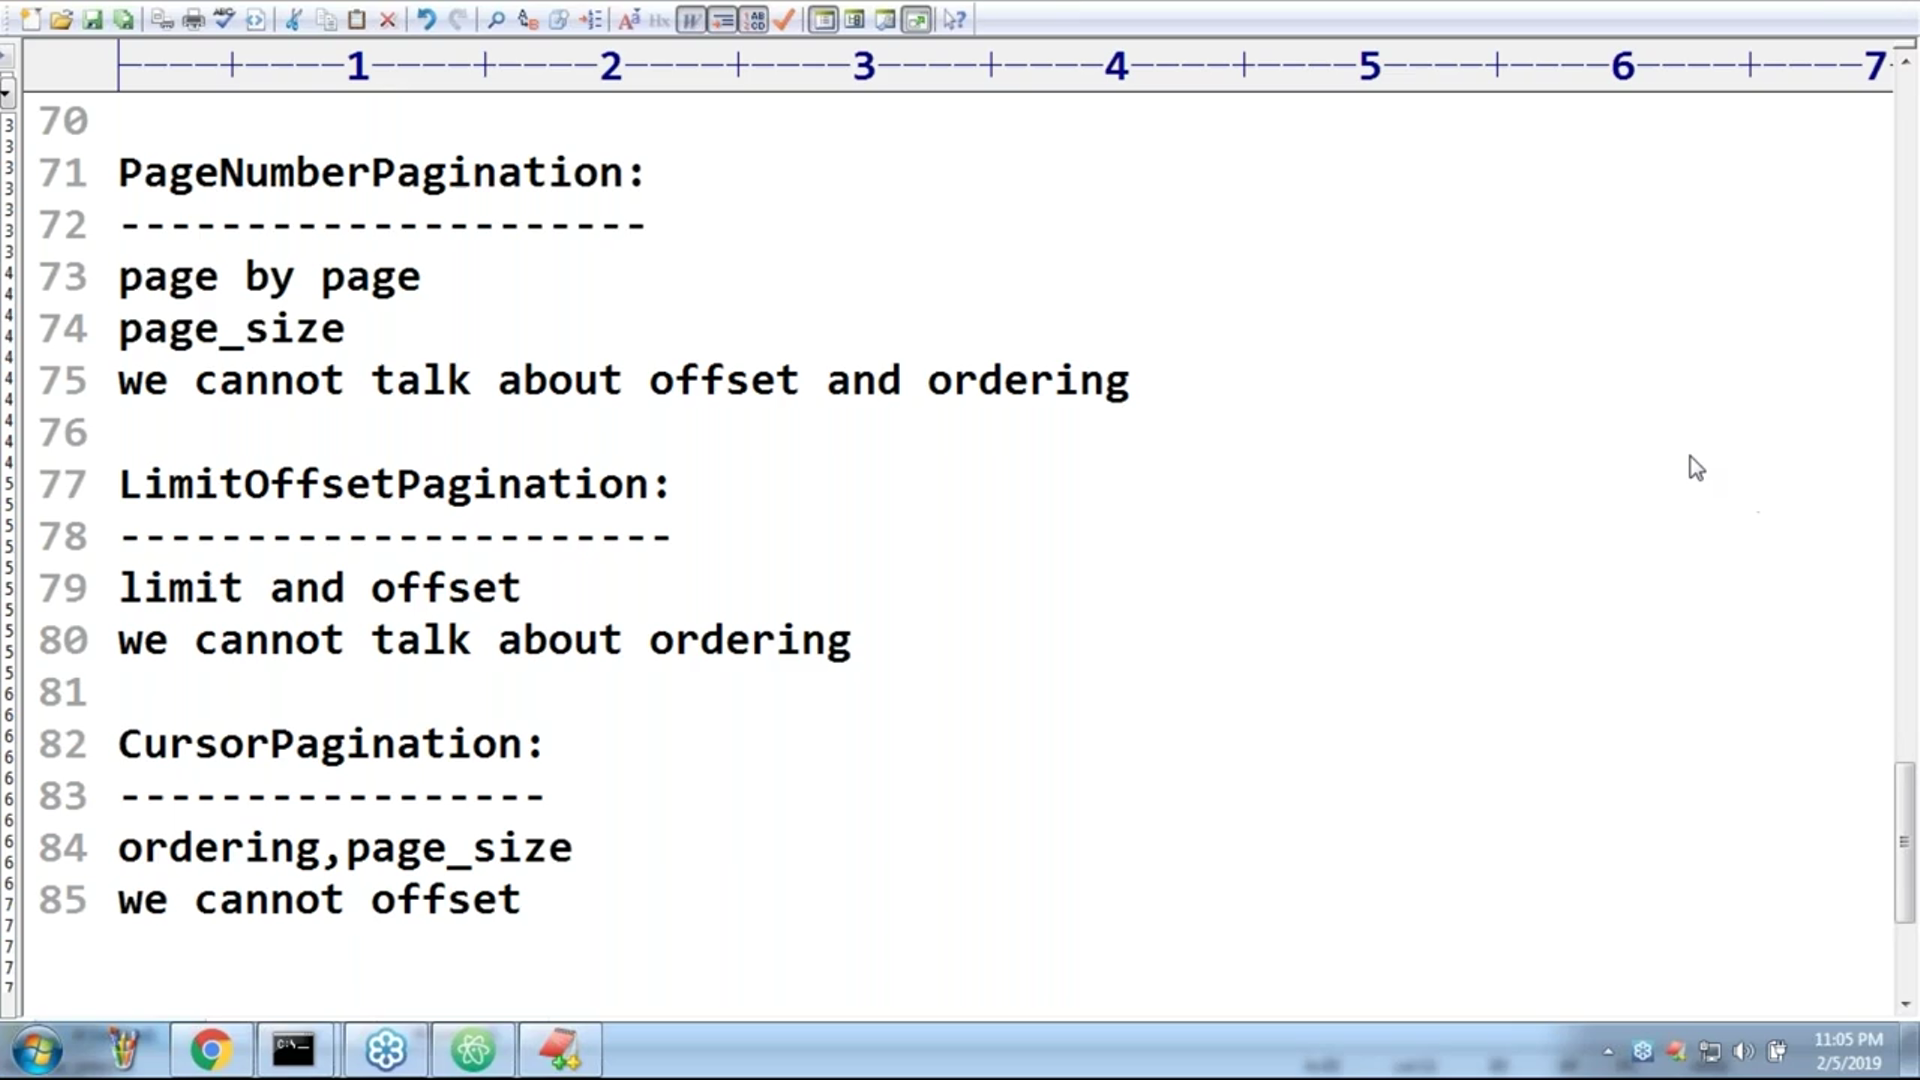 1 2 3 4 5 6 7
70
71 PageNumberPagination:
72 ---------------------
73 page by page
74 page_size
75 we cannot talk about offset and ordering
76
77 LimitOffsetPagination:
78 ----------------------
79 limit and offset
80 we cannot talk about ordering
81
82 CursorPagination:
83 -----------------
84 ordering,page_size
85 we cannot offset
11:05 PM
2/5/2019